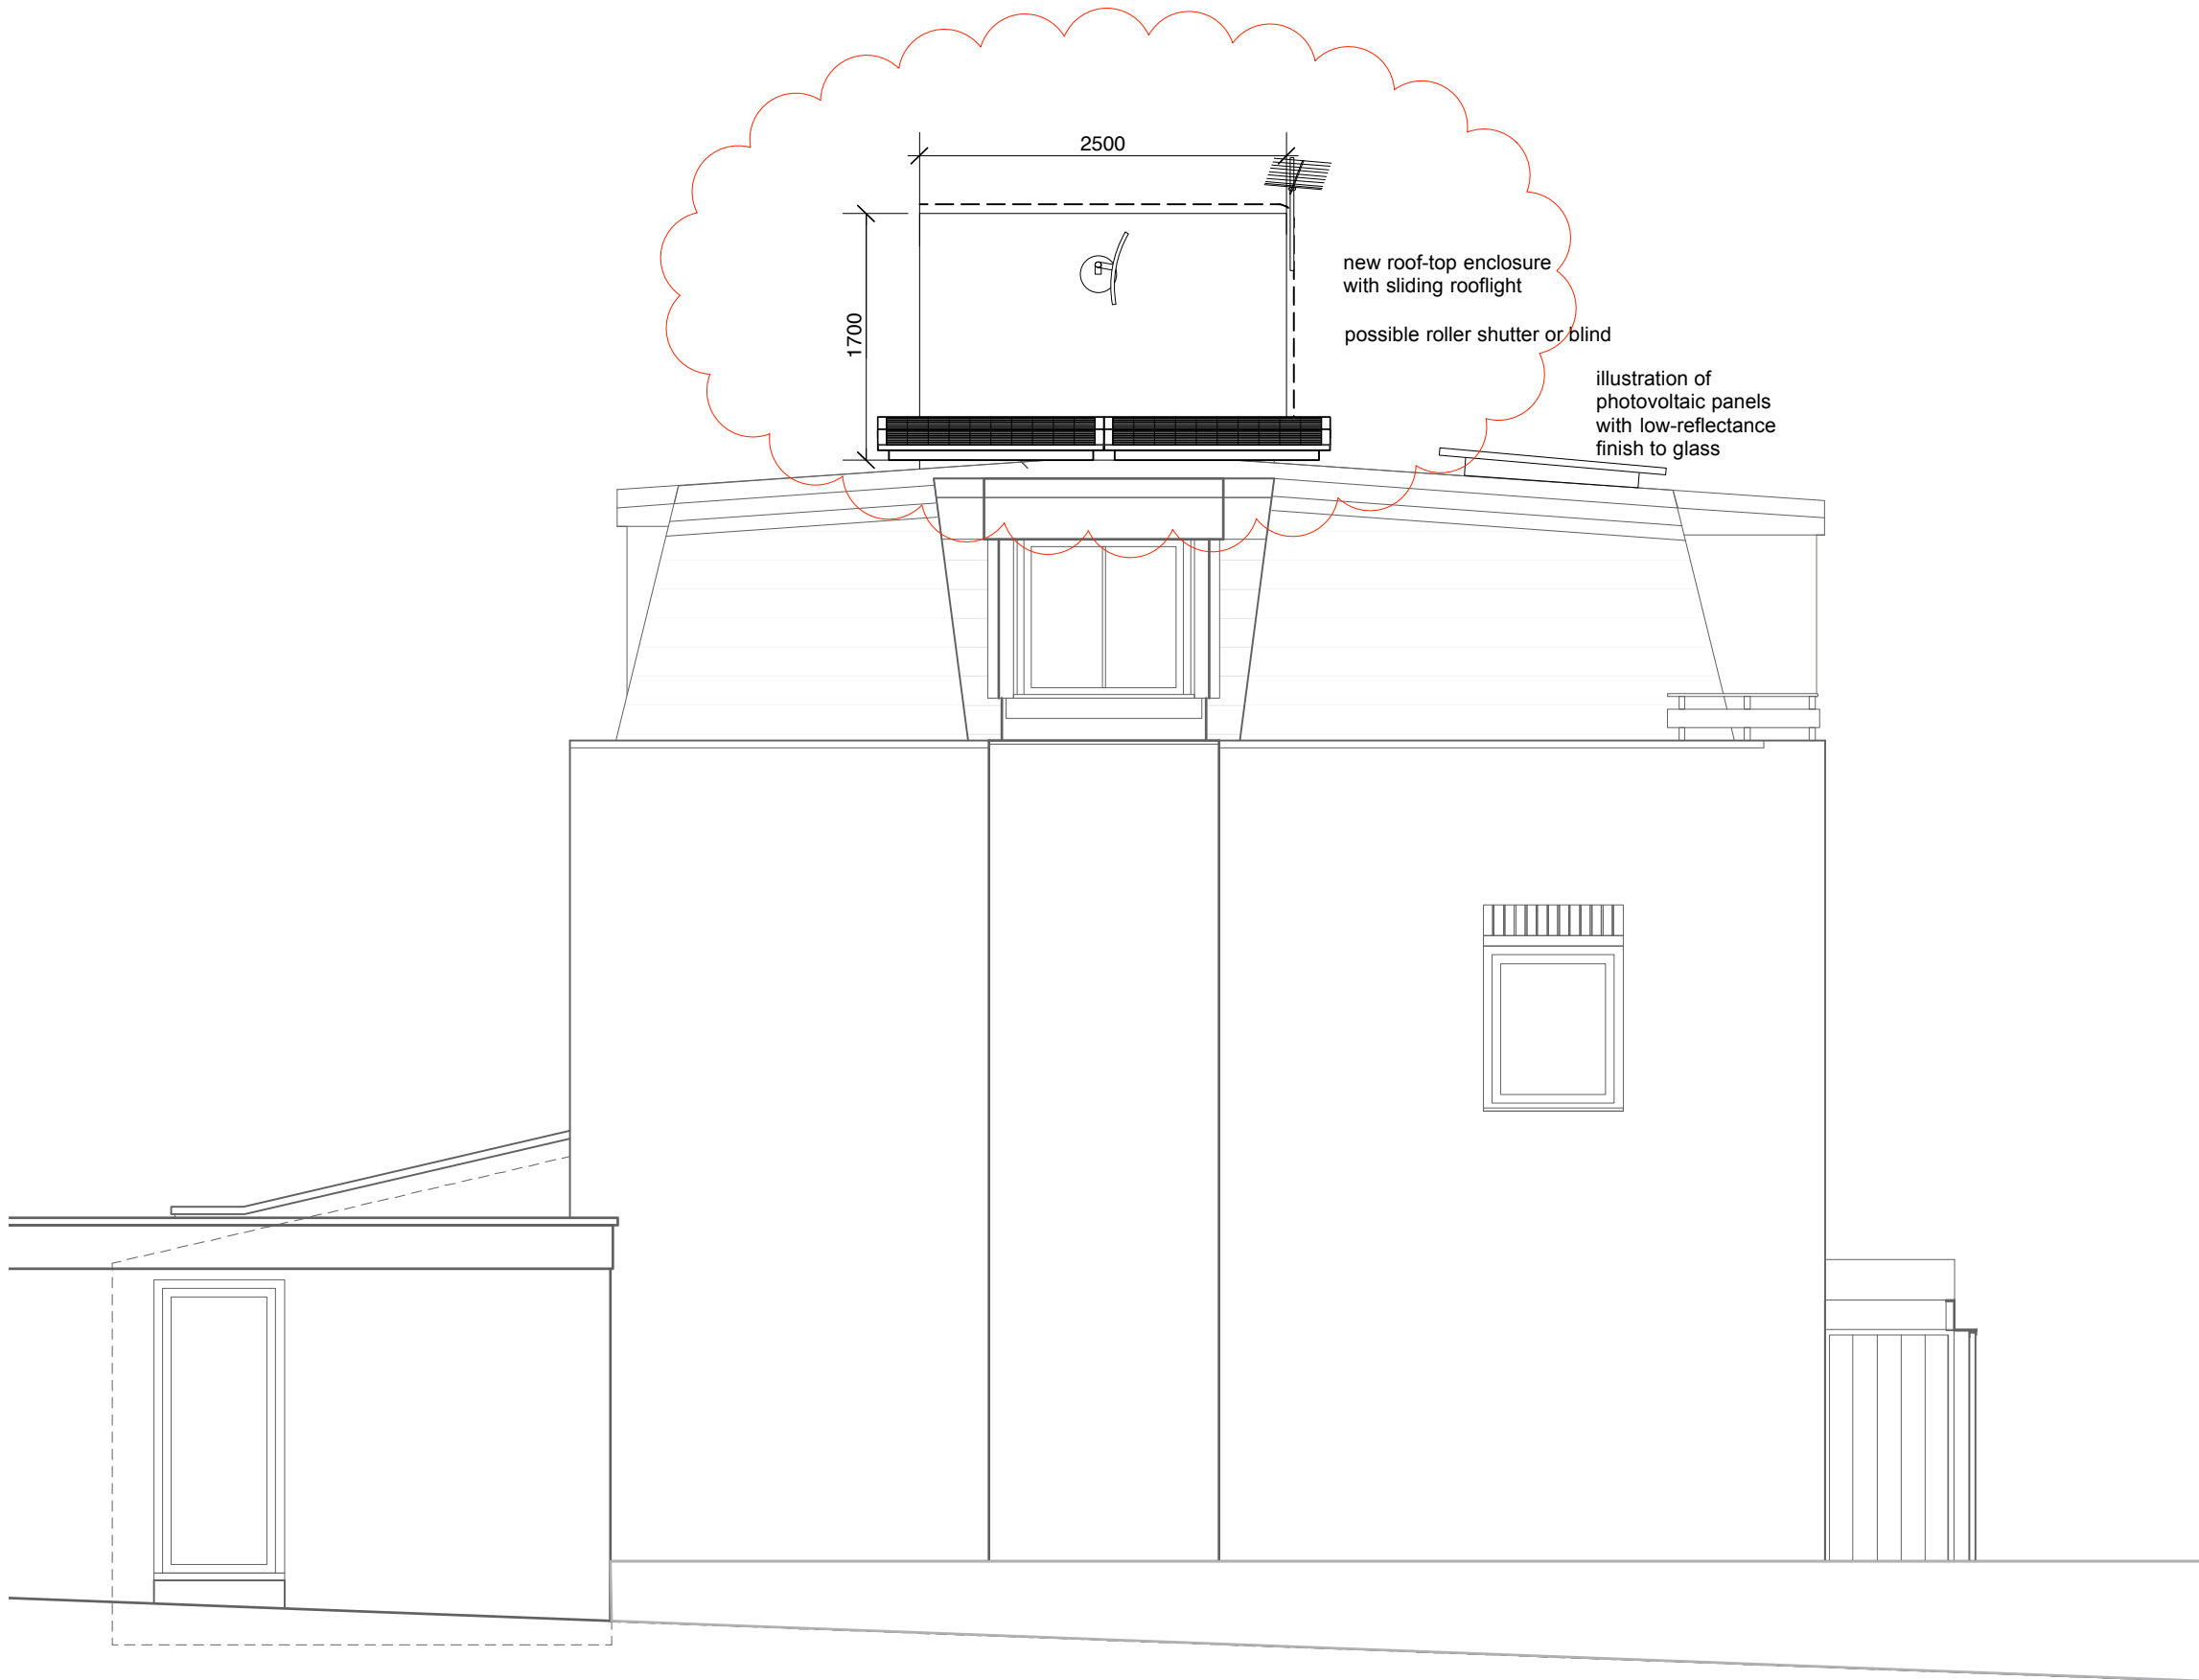 2500
1700
new roof-top enclosure
with sliding rooflight
possible roller shutter or blind
illustration of
photovoltaic panels
with low-reflectance
finish to glass